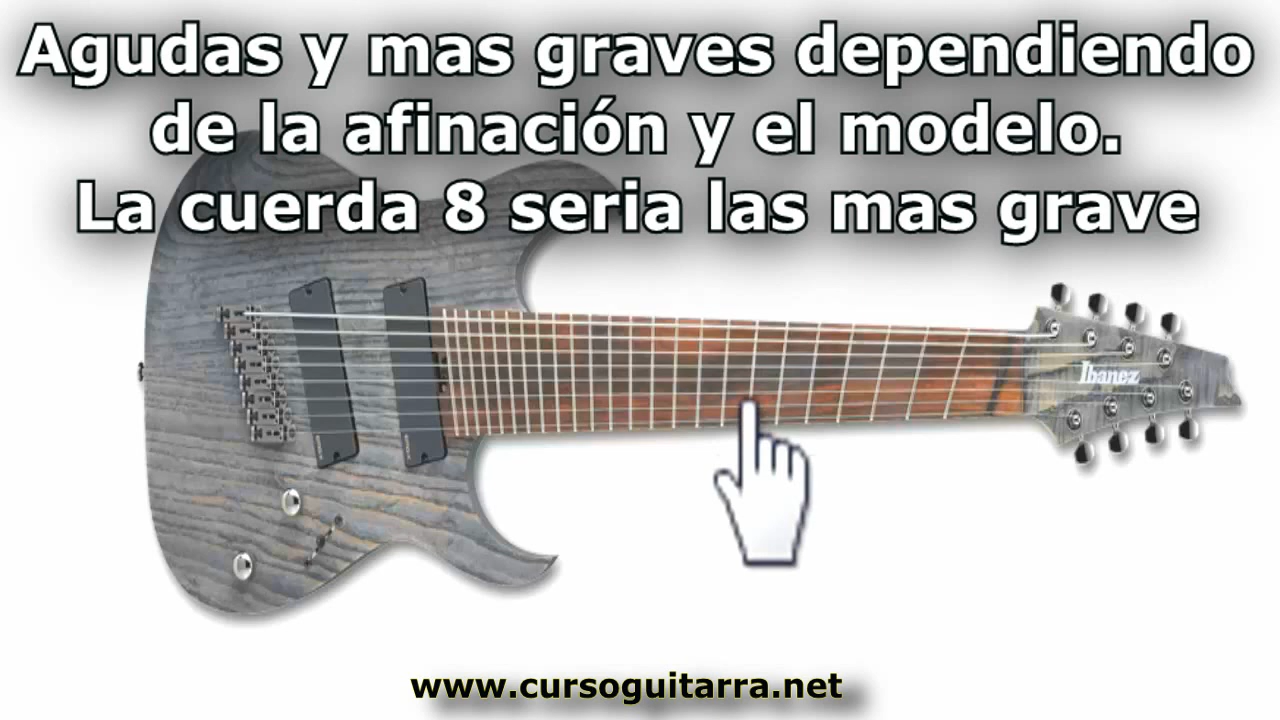 Agudas y mas graves dependiendo
de la afinación y el modelo.
La cuerda 8 seria las mas grave
Ibanez
www.cursoguitarra.net